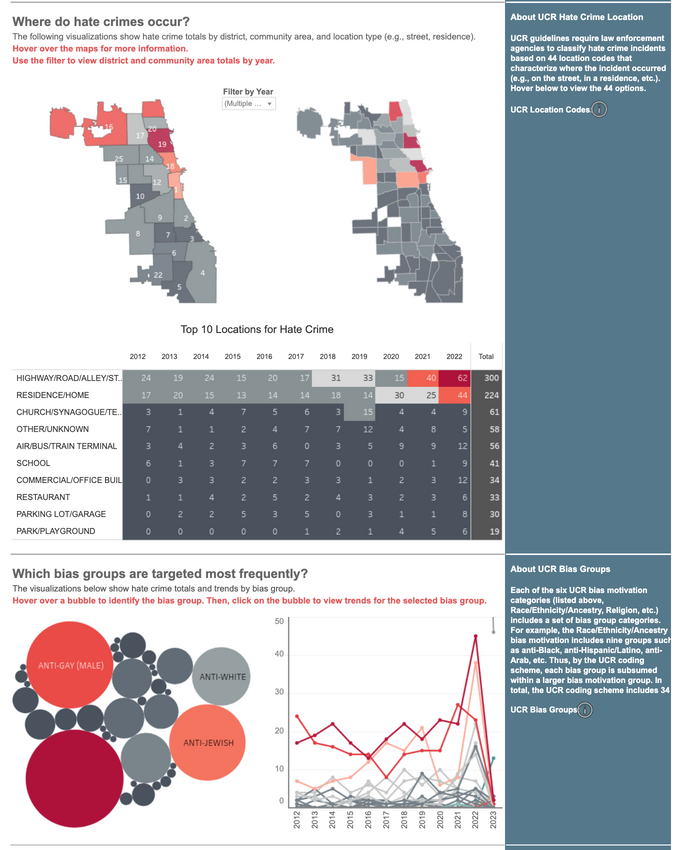 Where do hate crimes occur?
The following visualizations show hate crime totals by district, community area, and location type (e.g., street, residence).
Hover over the maps for more information.
Use the filter to view district and community area totals by year.
Filter by Year
(Multiple ...
16
17
20
19
25
14
18
15
12
1
10
9
2
8
7
3
6
22
5
4
Top 10 Locations for Hate Crime
2012 2013 2014 2015 2016 2017 2018 2019 2020 2021 2022 Total
HIGHWAY/ROAD/ALLEY/ST.. 24 19 24 15 20 17 31 33 15 40 62 300
RESIDENCE/HOME 17 20 15 13 14 14 18 14 30 25 44 224
CHURCH/SYNAGOGUE/TE.. 3 1 4 7 5 6 3 15 4 4 9 61
OTHER/UNKNOWN 7 1 1 2 4 7 7 12 4 8 5 58
AIR/BUS/TRAIN TERMINAL 3 4 2 3 6 0 3 5 9 9 12 56
SCHOOL 6 1 3 7 7 7 0 0 0 1 9 41
COMMERCIAL/OFFICE BUIL 0 3 3 2 2 3 3 1 2 3 12 34
RESTAURANT 1 1 4 2 5 2 4 3 2 3 6 33
PARKING LOT/GARAGE 0 2 2 5 3 5 0 3 1 1 8 30
PARK/PLAYGROUND 0 0 0 0 0 1 2 1 4 5 6 19
Which bias groups are targeted most frequently?
The visualizations below show hate crime totals and trends by bias group.
Hover over a bubble to identify the bias group. Then, click on the bubble to view trends for the selected bias group.
ANTI-GAY (MALE)
ANTI-WHITE
ANTI-JEWISH
50
40
30
20
10
0
2012 2013 2014 2015 2016 2017 2018 2019 2020 2021 2022 2023
About UCR Hate Crime Location
UCR guidelines require law enforcement
agencies to classify hate crime incidents
based on 44 location codes that
characterize where the incident occurred
(e.g., on the street, in a residence, etc.).
Hover below to view the 44 options.
UCR Location Codes i
About UCR Bias Groups
Each of the six UCR bias motivation
categories (listed above,
Race/Ethnicity/Ancestry, Religion, etc.)
includes a set of bias group categories.
For example, the Race/Ethnicity/Ancestry
bias motivation includes nine groups such
as anti-Black, anti-Hispanic/Latino, anti-
Arab, etc. Thus, by the UCR coding
scheme, each bias group is subsumed
within a larger bias motivation group. In
total, the UCR coding scheme includes 34
UCR Bias Groups i